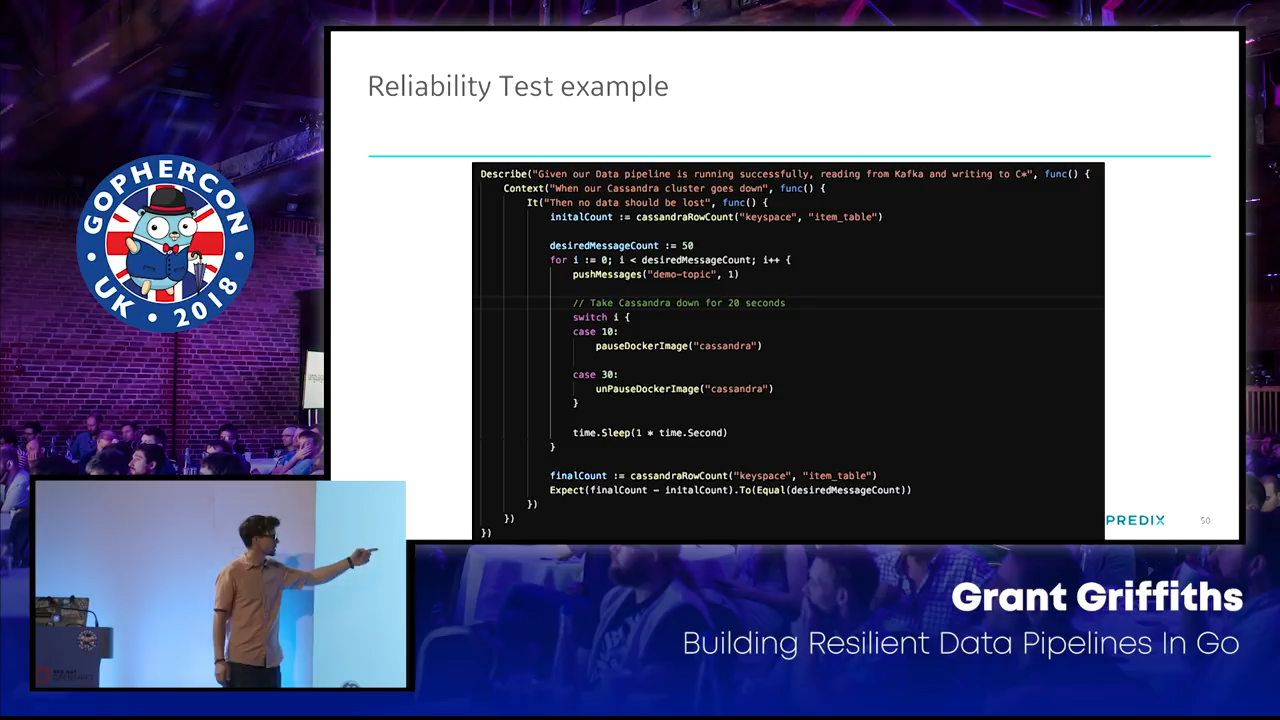 Reliability Test example
GOPHERCON
UK • 2018
Describe("Given our Data pipeline is running successfully, reading from Kafka and writing to C*", func() {
Context("When our Cassandra cluster goes down", func() {
It("Then no data should be lost", func() {
initalCount := cassandraRowCount("keyspace", "item_table")
desiredMessageCount := 50
for i := 0; i < desiredMessageCount; i++ {
pushMessages("demo-topic", 1)
// Take Cassandra down for 20 seconds
switch i {
case 10:
pauseDockerImage("cassandra")
case 30:
unPauseDockerImage("cassandra")
}
time.Sleep(1 * time.Second)
}
finalCount := cassandraRowCount("keyspace", "item_table")
Expect(finalCount - initalCount).To(Equal(desiredMessageCount))
})
})
})
PREDIX
50
Grant Griffiths
Building Resilient Data Pipelines In Go